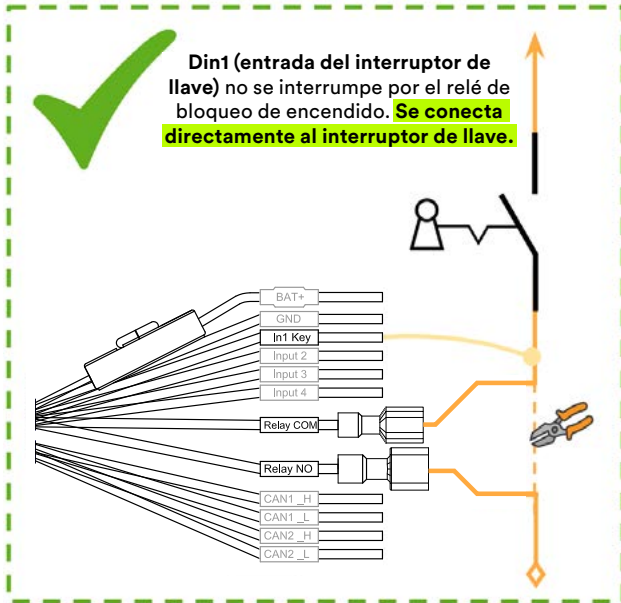 Din1 (entrada del interruptor de
llave) no se interrumpe por el relé de
bloqueo de encendido. Se conecta
directamente al interruptor de llave.
BAT+
GND
In1 Key
Input 2
Input 3
Input 4
Relay COM
Relay NO
CAN1 _H
CAN1 _L
CAN2 _H
CAN2 _L